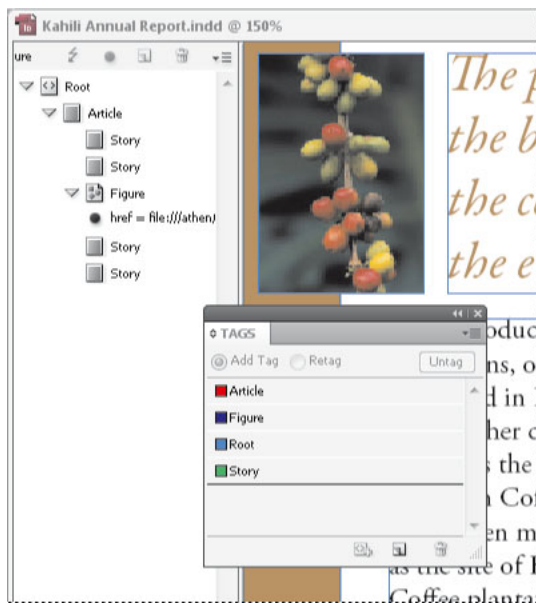 Kahili Annual Report.indd @ 150%
ure
Root
Article
Story
Story
Figure
href = file:///athen/
Story
Story
The p
the b
the c
the e
TAGS
Add Tag Retag Untag
Article
Figure
Root
Story
oduc
ns, o
d in
her c
s the
Cof
en m
as the site of
Coffee planta